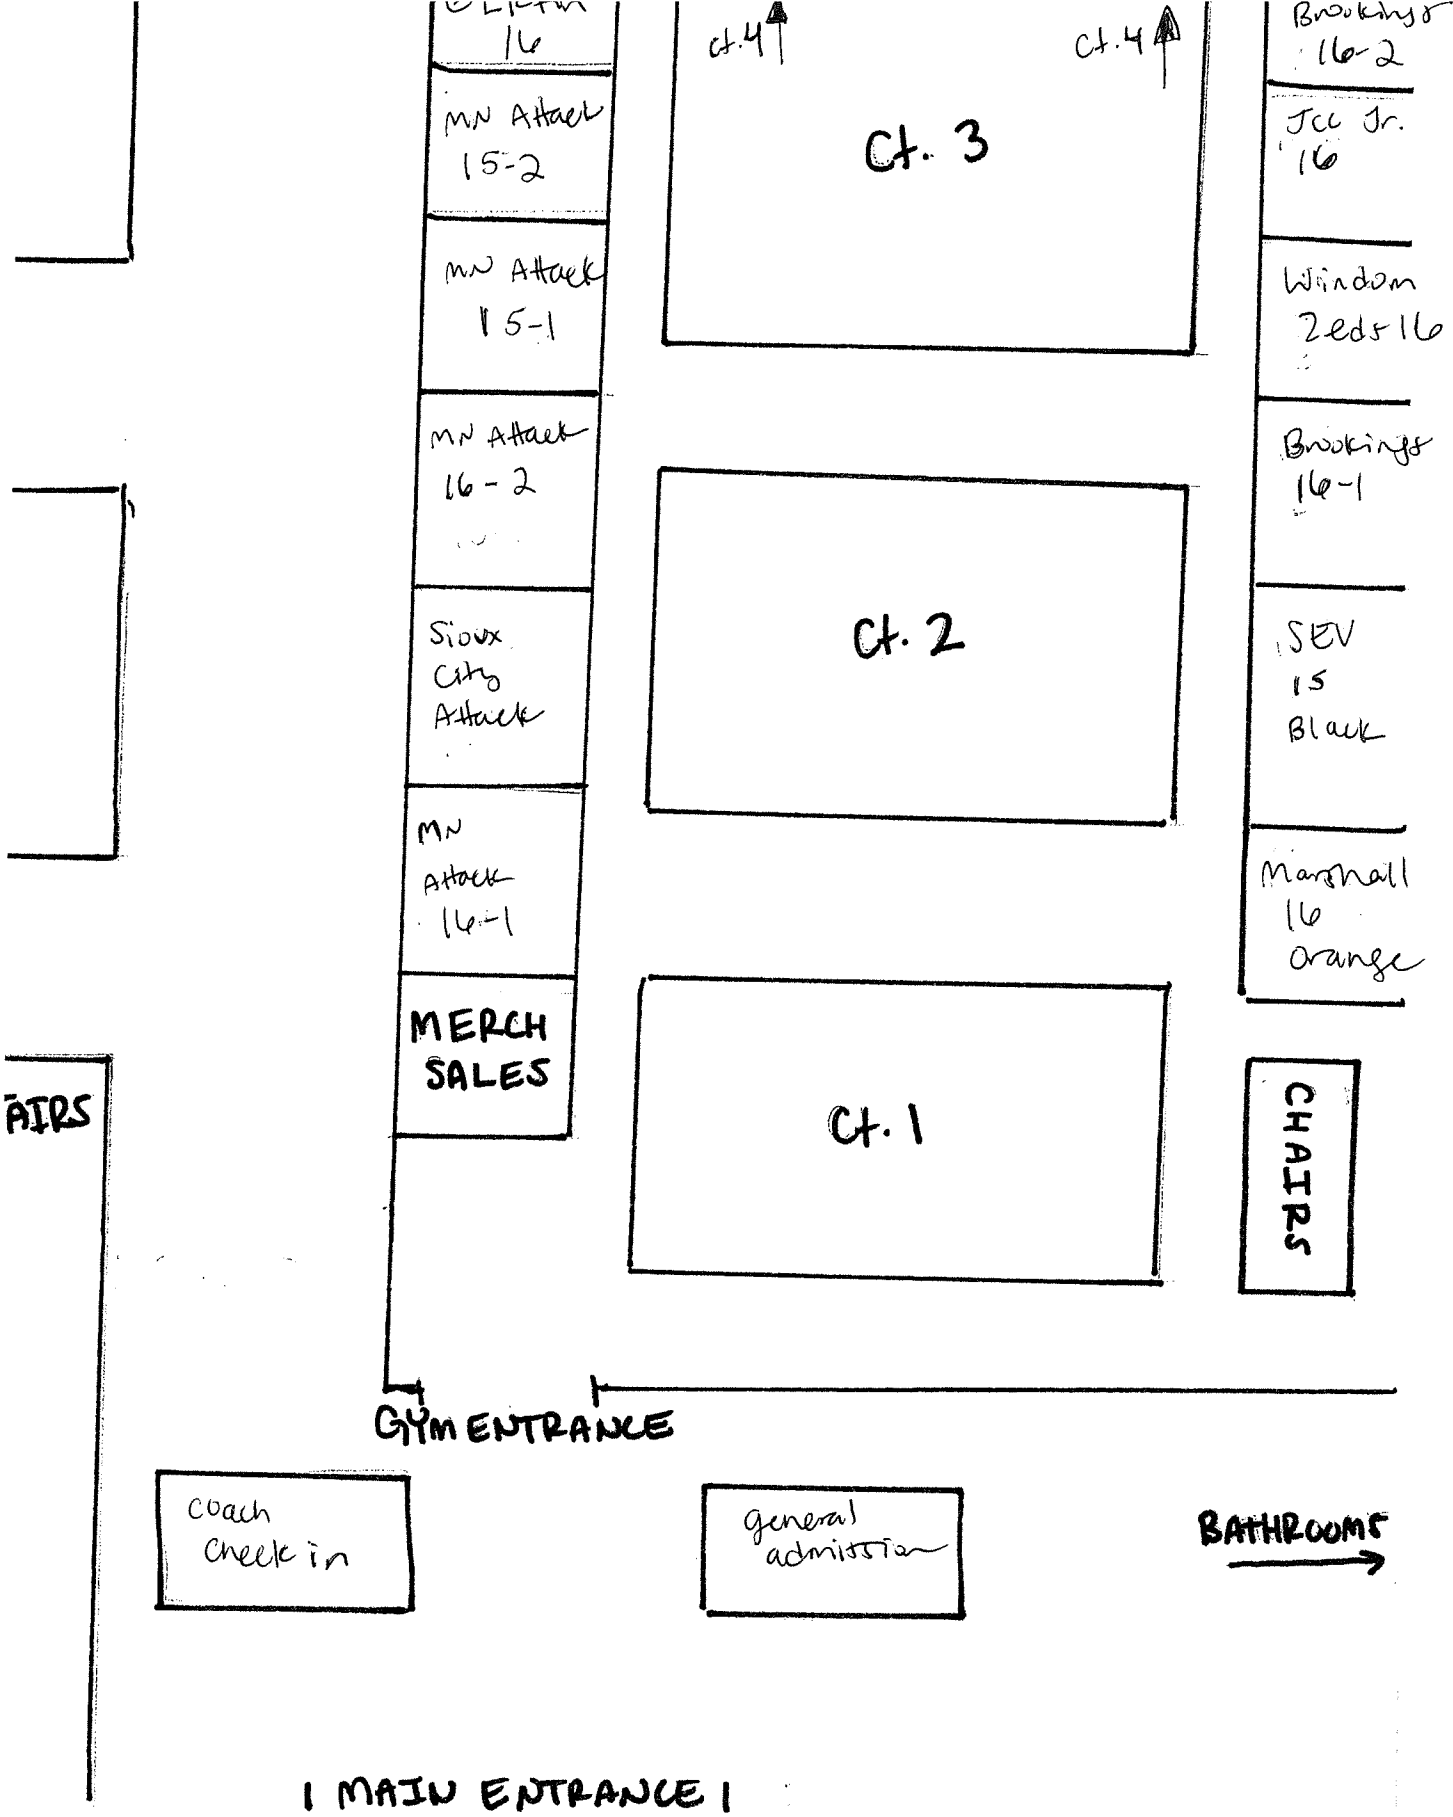 16
MN Attack
15-2
MN Attack
15-1
MN Attack
16-2
Sioux
City
Attack
MN
Attack
16-1
MERCH
SALES
AIRS
Ct.4
Ct.4
Ct. 3
Ct. 2
Ct. 1
Brookings
16-2
JCC Jr.
16
Windom
2eds 16
Brookings
16-1
SEV
15
Black
Marshall
16
Orange
CHAIRS
GYM ENTRANCE
Coach
Check in
general
admission
BATHROOMS
MAIN ENTRANCE